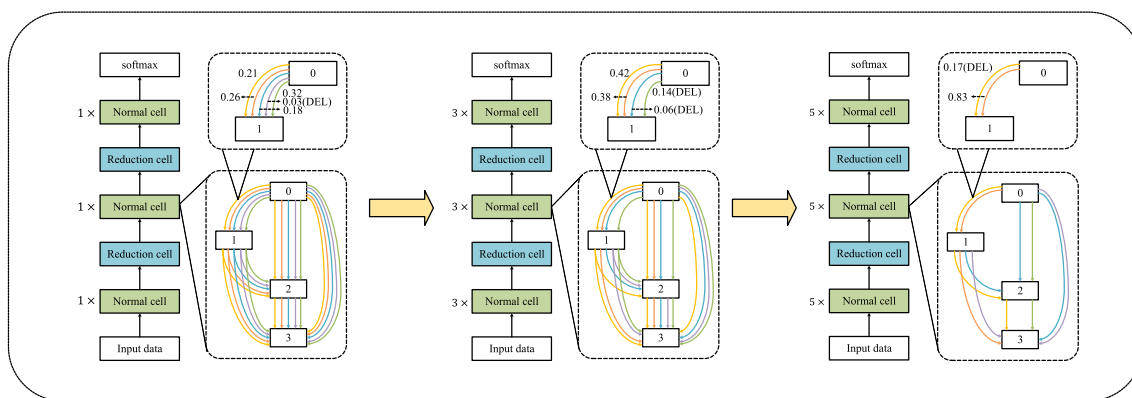 softmax
1 ×
Normal cell
Reduction cell
1 ×
Normal cell
Reduction cell
1 ×
Normal cell
Input data
0.21
0
0.26
0.32
0.03(DEL)
0.18
1
0
1
2
3
softmax
3 ×
Normal cell
Reduction cell
3 ×
Normal cell
Reduction cell
3 ×
Normal cell
Input data
0.42
0
0.38
0.14(DEL)
0.06(DEL)
1
0
1
2
3
softmax
5 ×
Normal cell
Reduction cell
5 ×
Normal cell
Reduction cell
5 ×
Normal cell
Input data
0.17(DEL)
0
0.83
1
0
1
2
3